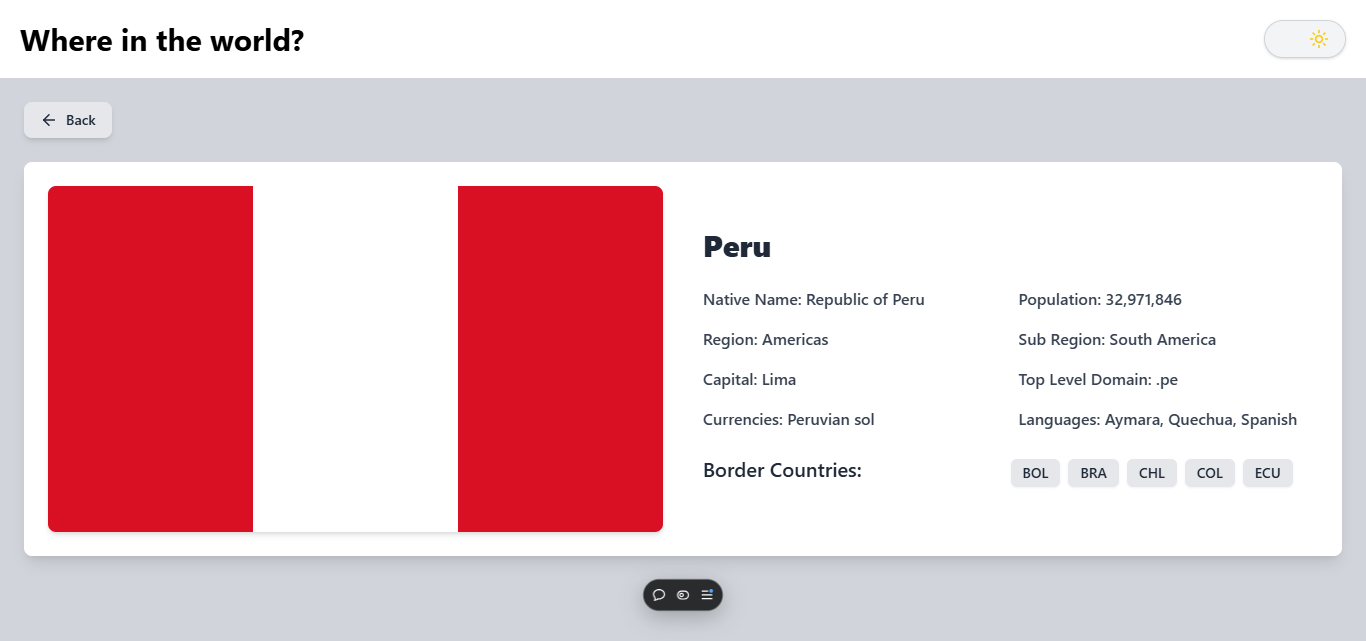 Where in the world?
Back
Peru
Native Name: Republic of Peru
Population: 32,971,846
Region: Americas
Sub Region: South America
Capital: Lima
Top Level Domain: .pe
Currencies: Peruvian sol
Languages: Aymara, Quechua, Spanish
Border Countries:
BOL BRA CHL COL ECU